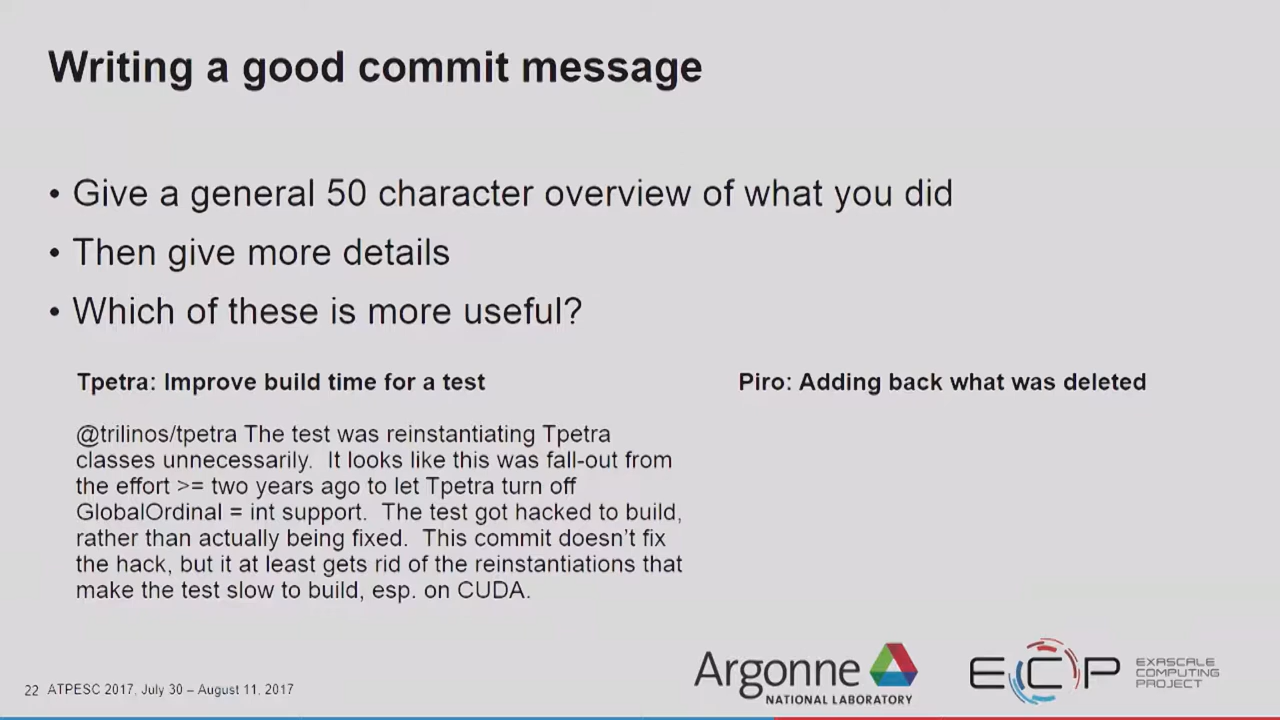 Writing a good commit message
• Give a general 50 character overview of what you did
• Then give more details
• Which of these is more useful?
Tpetra: Improve build time for a test
@trilinos/tpetra The test was reinstantiating Tpetra
classes unnecessarily.  It looks like this was fall-out from
the effort >= two years ago to let Tpetra turn off
GlobalOrdinal = int support.  The test got hacked to build,
rather than actually being fixed.  This commit doesn't fix
the hack, but it at least gets rid of the reinstantiations that
make the test slow to build, esp. on CUDA.
Piro: Adding back what was deleted
22 ATPESC 2017, July 30 – August 11, 2017
Argonne
NATIONAL LABORATORY
ECP
EXASCALE
COMPUTING
PROJECT